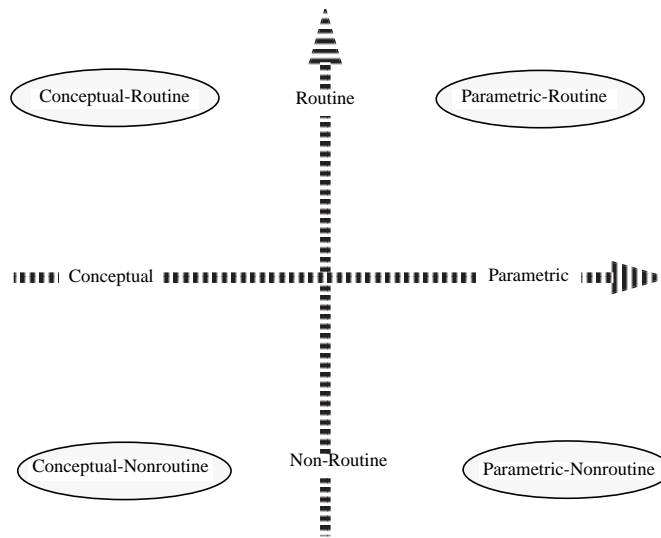 Conceptual-Routine
Routine
Parametric-Routine
Conceptual
Parametric
Conceptual-Nonroutine
Non-Routine
Parametric-Nonroutine